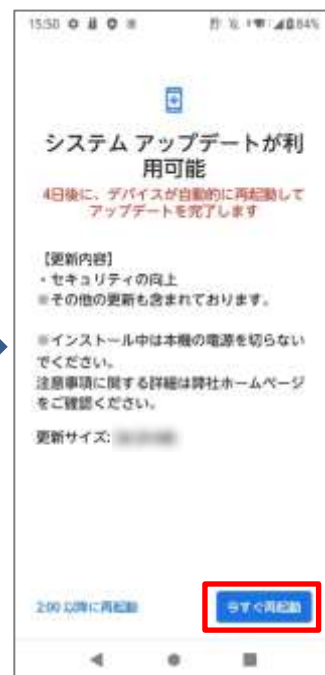 15:50
84%
システム アップデートが利
用可能
4日後に、デバイスが自動的に再起動して
アップデートを完了します
【更新内容】
・セキュリティの向上
※その他の更新も含まれております。
※インストール中は本機の電源を切らない
でください。
注意事項に関する詳細は弊社ホームページ
をご確認ください。
更新サイズ:
2:00 以降に再起動
今すぐ再起動